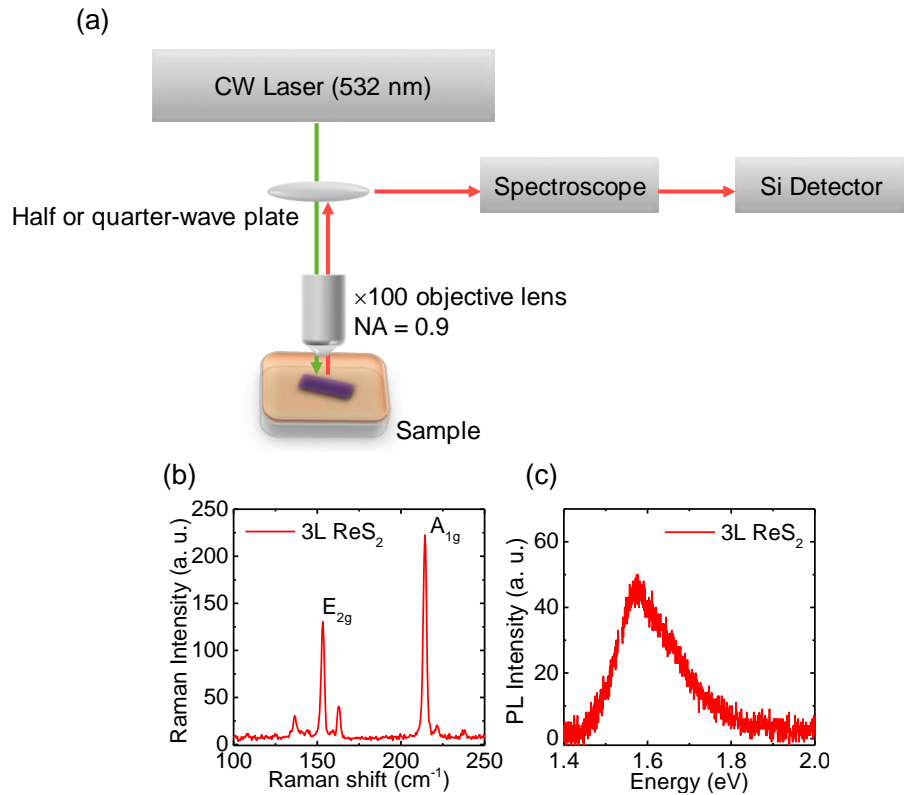 (a)
CW Laser (532 nm)
Spectroscope
Si Detector
Half or quarter-wave plate
×100 objective lens
NA = 0.9
Sample
(b)
250
200
150
100
50
0
100
150
200
250
Raman Intensity (a. u.)
Raman shift (cm⁻¹)
3L ReS₂
E₂g
A₁g
(c)
60
40
20
0
1.4
1.6
1.8
2.0
PL Intensity (a. u.)
Energy (eV)
3L ReS₂